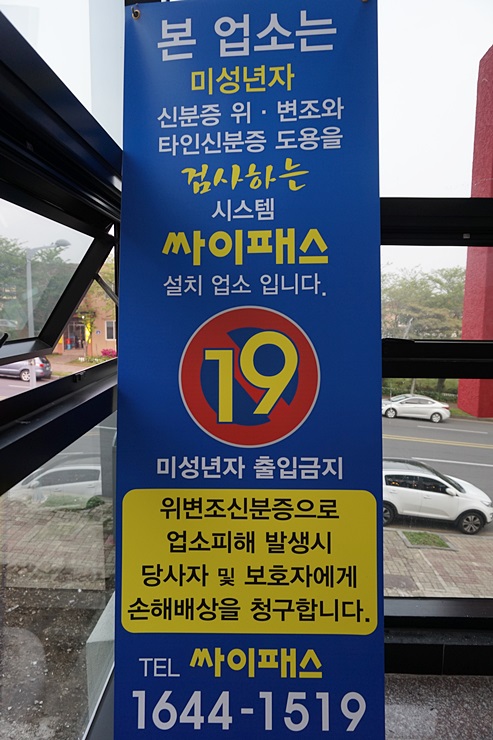 본 업소는
미성년자
신분증 위·변조와
타인신분증 도용을
검사하는
시스템
싸이패스
설치 업소 입니다.
19
미성년자 출입금지
위변조신분증으로
업소피해 발생시
당사자 및 보호자에게
손해배상을 청구합니다.
TEL 싸이패스
1644-1519